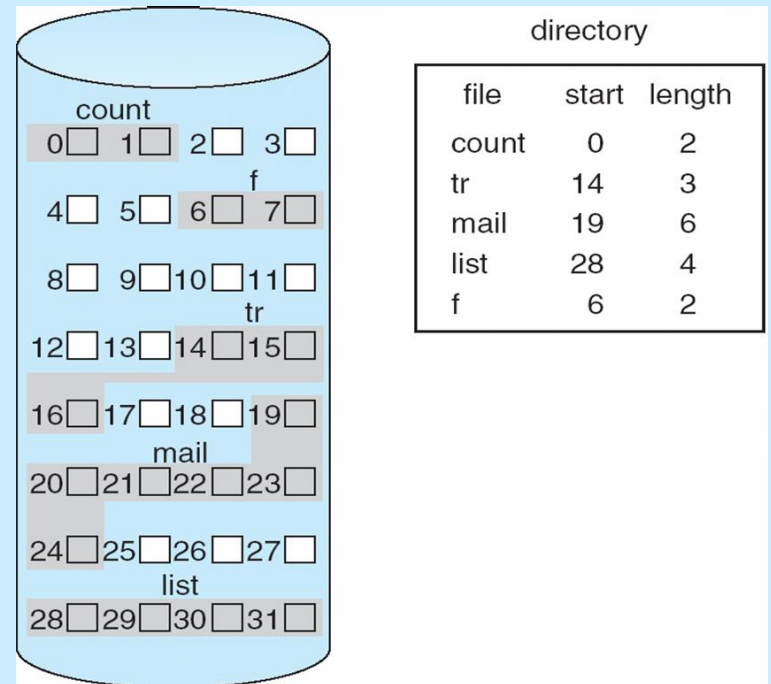 count
0 1 2 3
f
4 5 6 7
8 9 10 11
tr
12 13 14 15
16 17 18 19
mail
20 21 22 23
24 25 26 27
list
28 29 30 31
directory
file start length
count 0 2
tr 14 3
mail 19 6
list 28 4
f 6 2